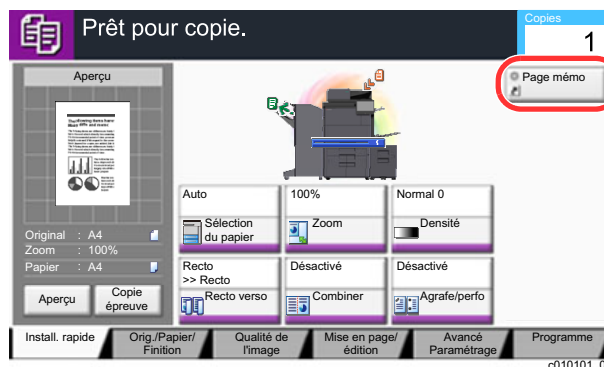 Prêt pour copie.
Copies
1
Page mémo
Aperçu
Original : A4
Zoom : 100%
Papier : A4
Aperçu
Copie
épreuve
Auto
Sélection
du papier
100%
Zoom
Normal 0
Densité
Recto
>> Recto
Recto verso
Désactivé
Combiner
Désactivé
Agrafe/perfo
Install. rapide
Orig./Papier/
Finition
Qualité de
l'image
Mise en page/
édition
Avancé
Paramétrage
Programme